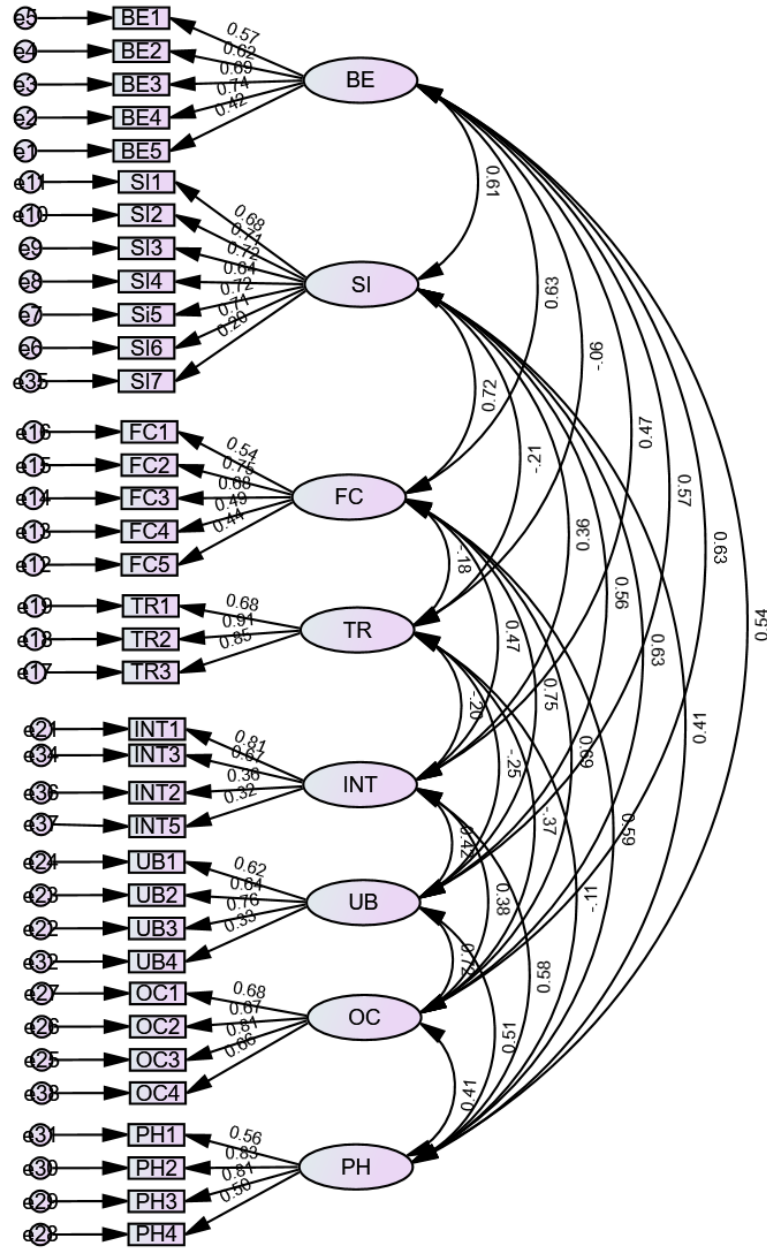 e5 BE1
0.57
e4 BE2
0.62
BE
e3 BE3
0.69
e2 BE4
0.74
e1 BE5
0.42
0.61
e11 SI1
0.68
e10 SI2
0.71
e9 SI3
0.72
SI
e8 SI4
0.64
e7 Si5
0.72
e6 SI6
0.71
e35 SI7
0.20
0.63
-.06
0.72
0.47
-.21
0.57
0.36
0.63
0.56
0.54
0.63
0.41
e16 FC1
0.54
e15 FC2
0.75
FC
e14 FC3
0.68
e13 FC4
0.49
e12 FC5
0.44
-.18
0.47
0.75
0.69
0.59
e19 TR1
0.68
e18 TR2
0.91
TR
e17 TR3
0.85
-.20
-.25
-.37
-.11
e21 INT1
0.81
e34 INT3
0.67
INT
e36 INT2
0.36
e37 INT5
0.32
0.42
0.38
0.58
e24 UB1
0.62
e23 UB2
0.64
UB
e22 UB3
0.76
e32 UB4
0.33
0.72
0.51
e27 OC1
0.68
e26 OC2
0.67
OC
e25 OC3
0.81
e38 OC4
0.66
0.41
e31 PH1
0.56
e30 PH2
0.83
PH
e29 PH3
0.81
e28 PH4
0.50